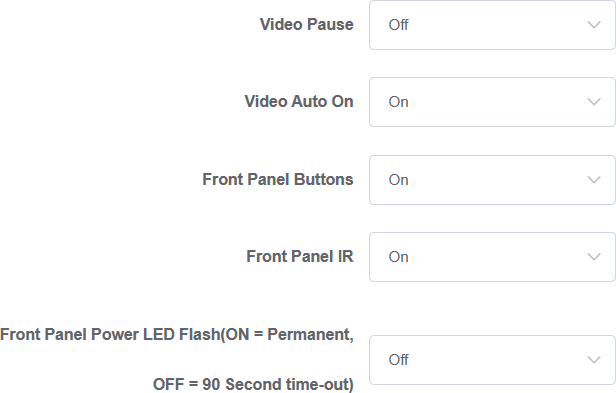 Video Pause Off
Video Auto On On
Front Panel Buttons On
Front Panel IR On
Front Panel Power LED Flash(ON = Permanent,
OFF = 90 Second time-out) Off